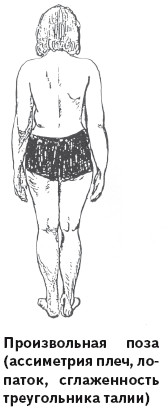 Произвольная поза
(ассиметрия плеч, ло-
паток, сглаженность
треугольника талии)